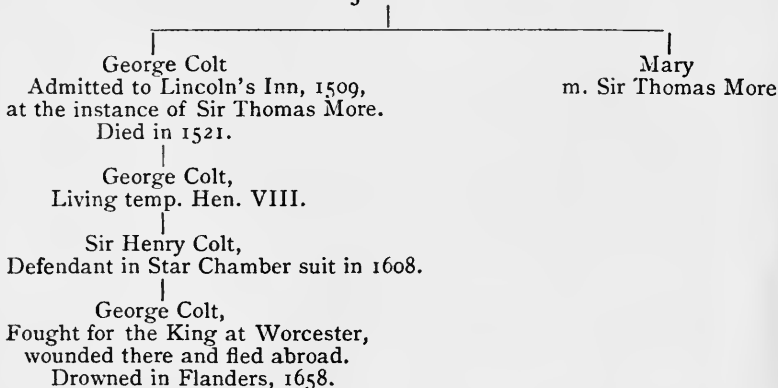 George Colt
Admitted to Lincoln's Inn, 1509,
at the instance of Sir Thomas More.
Died in 1521.
Mary
m. Sir Thomas More
George Colt,
Living temp. Hen. VIII.
Sir Henry Colt,
Defendant in Star Chamber suit in 1608.
George Colt,
Fought for the King at Worcester,
wounded there and fled abroad.
Drowned in Flanders, 1658.